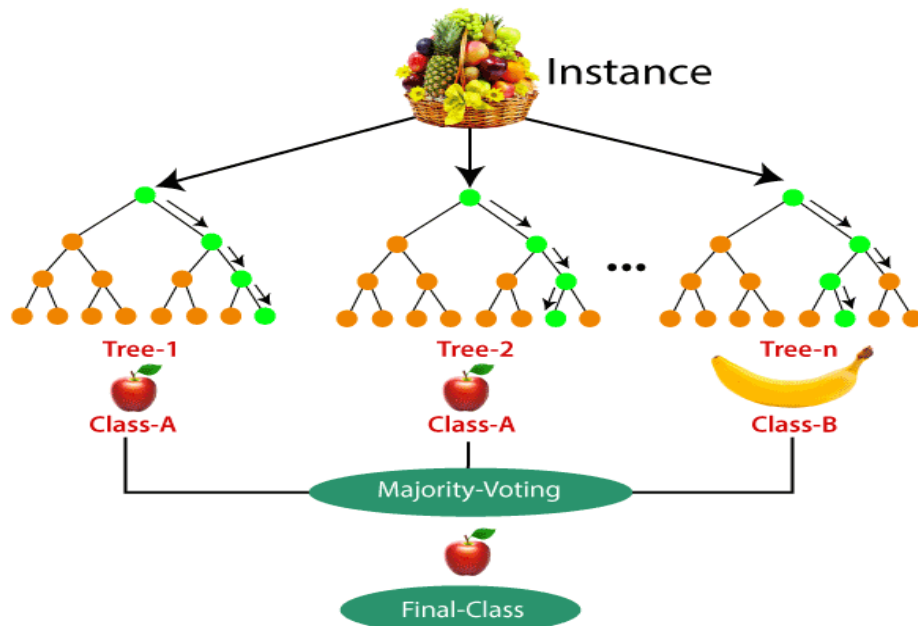 Instance
...
Tree-1
Tree-2
Tree-n
Class-A
Class-A
Class-B
Majority-Voting
Final-Class